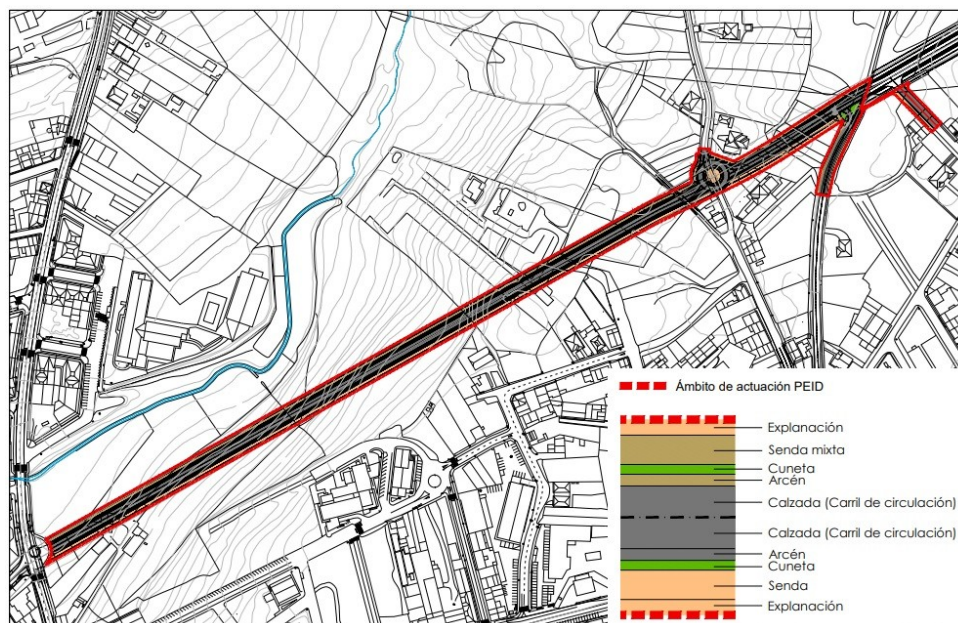 Ámbito de actuación PEID
Explanación
Senda mixta
Cuneta
Arcén
Calzada (Carril de circulación)
Calzada (Carril de circulación)
Arcén
Cuneta
Senda
Explanación